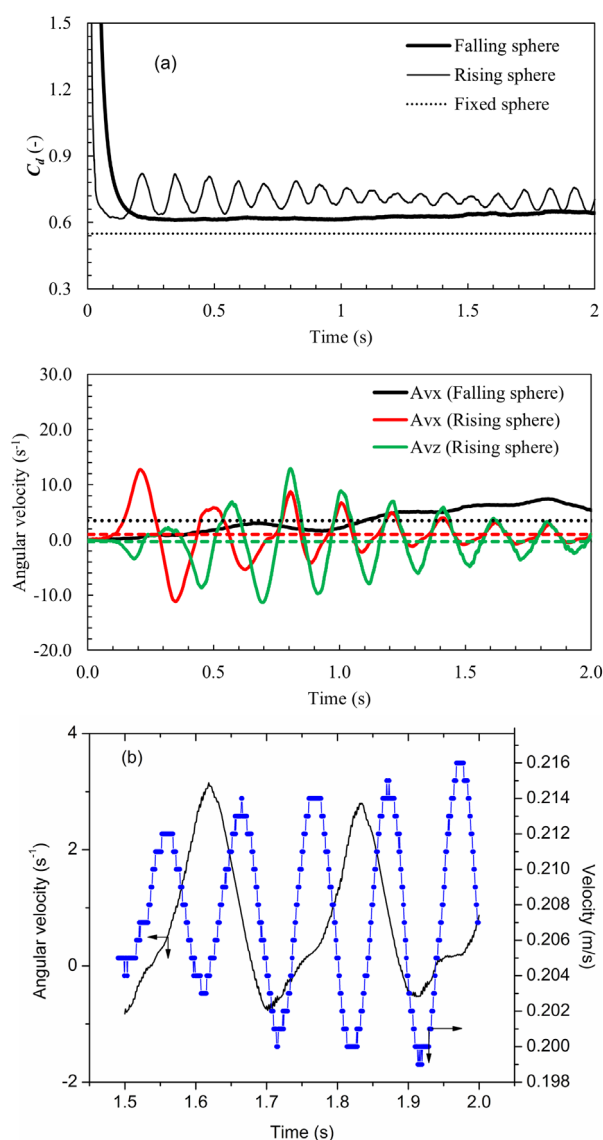 1.5
(a)
Falling sphere
Rising sphere
Fixed sphere
1.2
0.9
0.6
0.3
C_d (-)
0 0.5 1 1.5 2
Time (s)
30.0
Avx (Falling sphere)
Avx (Rising sphere)
Avz (Rising sphere)
20.0
10.0
0.0
-10.0
-20.0
Angular velocity (s⁻¹)
0.0 0.5 1.0 1.5 2.0
Time (s)
(b)
4
2
0
-2
Angular velocity (s⁻¹)
0.216
0.214
0.212
0.210
0.208
0.206
0.204
0.202
0.200
0.198
Velocity (m/s)
1.5 1.6 1.7 1.8 1.9 2.0
Time (s)